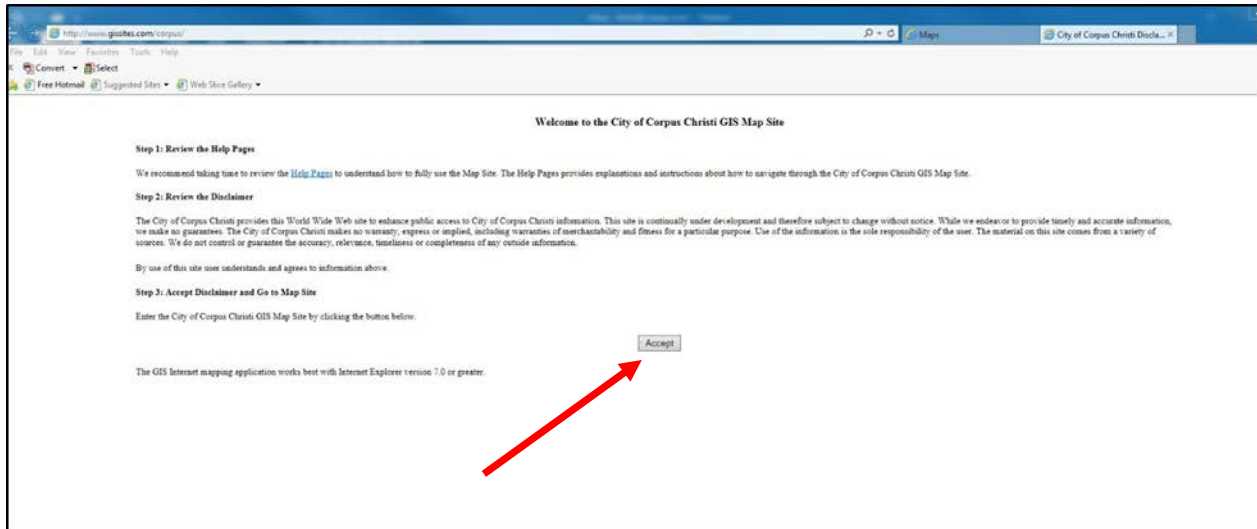 http://www.gissites.com/corpus/
Maps
City of Corpus Christi Discla... ×
File Edit View Favorites Tools Help
× Convert ▾ Select
Free Hotmail Suggested Sites ▾ Web Slice Gallery ▾
Welcome to the City of Corpus Christi GIS Map Site
Step 1: Review the Help Pages
We recommend taking time to review the Help Pages to understand how to fully use the Map Site. The Help Pages provides explanations and instructions about how to navigate through the City of Corpus Christi GIS Map Site.
Step 2: Review the Disclaimer
The City of Corpus Christi provides this World Wide Web site to enhance public access to City of Corpus Christi information. This site is continually under development and therefore subject to change without notice. While we endeavor to provide timely and accurate information,
we make no guarantees. The City of Corpus Christi makes no warranty, express or implied, including warranties of merchantability and fitness for a particular purpose. Use of the information is the sole responsibility of the user. The material on this site comes from a variety of
sources. We do not control or guarantee the accuracy, relevance, timeliness or completeness of any outside information.
By use of this site user understands and agrees to information above.
Step 3: Accept Disclaimer and Go to Map Site
Enter the City of Corpus Christi GIS Map Site by clicking the button below.
Accept
The GIS Internet mapping application works best with Internet Explorer version 7.0 or greater.